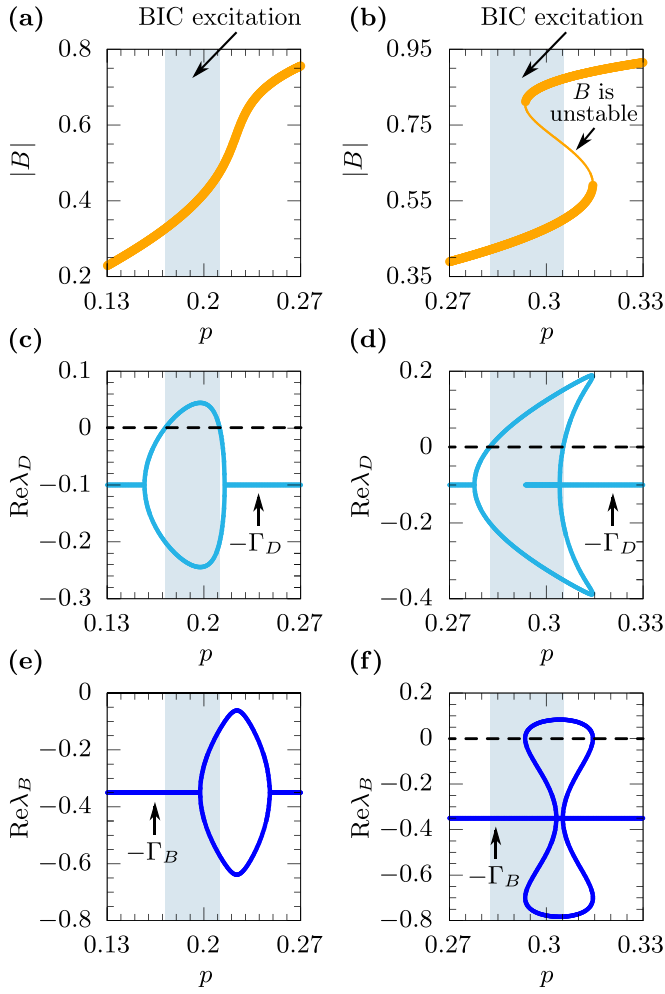 (a) BIC excitation
0.8
0.6
0.4
0.2
|B|
0.13 0.2 0.27
p
(b) BIC excitation
0.95
0.75
0.55
0.35
|B|
B is
unstable
0.27 0.3 0.33
p
(c)
0.1
0
−0.1
−0.2
−0.3
Reλ_D
−Γ_D
0.13 0.2 0.27
p
(d)
0.2
0
−0.2
−0.4
Reλ_D
−Γ_D
0.27 0.3 0.33
p
(e)
0
−0.2
−0.4
−0.6
−0.8
Reλ_B
−Γ_B
0.13 0.2 0.27
p
(f)
0.2
0
−0.2
−0.4
−0.6
−0.8
Reλ_B
−Γ_B
0.27 0.3 0.33
p